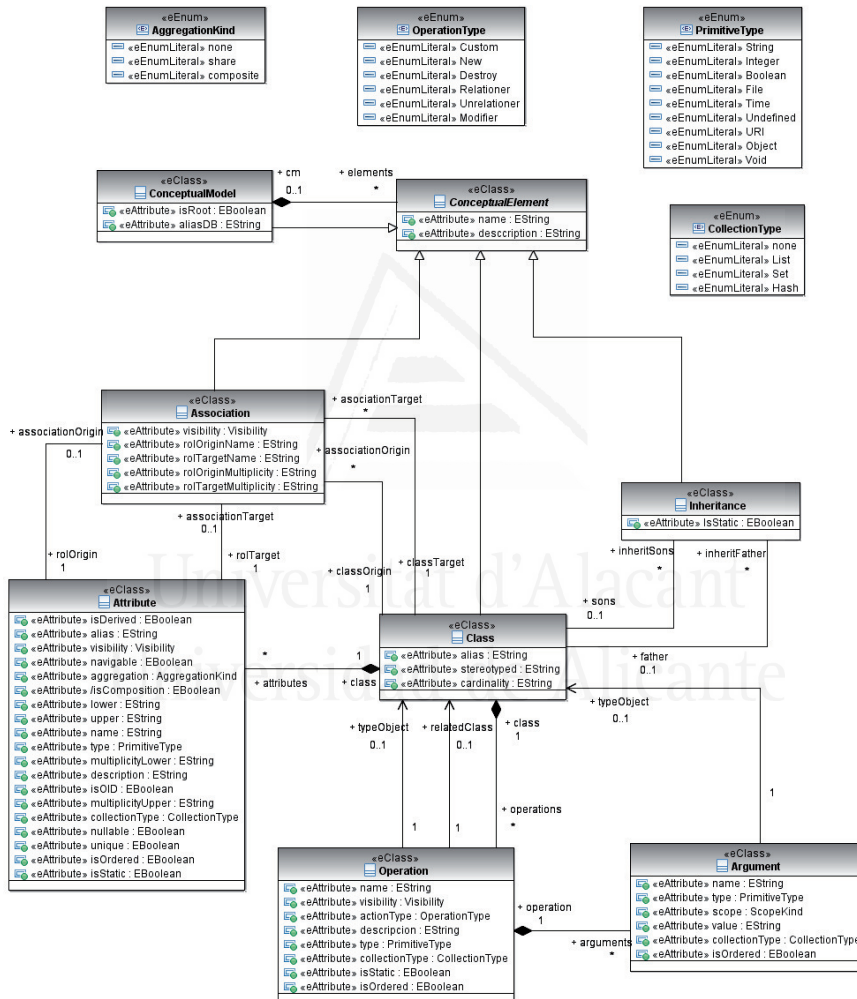 «eEnum»
AggregationKind
«eEnumLiteral» none
«eEnumLiteral» share
«eEnumLiteral» composite
«eEnum»
OperationType
«eEnumLiteral» Custom
«eEnumLiteral» New
«eEnumLiteral» Destroy
«eEnumLiteral» Relationer
«eEnumLiteral» Unrelationer
«eEnumLiteral» Modifier
«eEnum»
PrimitiveType
«eEnumLiteral» String
«eEnumLiteral» Integer
«eEnumLiteral» Boolean
«eEnumLiteral» File
«eEnumLiteral» Time
«eEnumLiteral» Undefined
«eEnumLiteral» URI
«eEnumLiteral» Object
«eEnumLiteral» Void
«eClass»
ConceptualModel
«eAttribute» isRoot : EBoolean
«eAttribute» aliasDB : EString
+ cm
0..1
+ elements
*
«eClass»
ConceptualElement
«eAttribute» name : EString
«eAttribute» desccription : EString
«eEnum»
CollectionType
«eEnumLiteral» none
«eEnumLiteral» List
«eEnumLiteral» Set
«eEnumLiteral» Hash
«eClass»
Association
«eAttribute» visibility : Visibility
«eAttribute» rolOriginName : EString
«eAttribute» rolTargetName : EString
«eAttribute» rolOriginMultiplicity : EString
«eAttribute» rolTargetMultiplicity : EString
+ asociationTarget
*
+ associationOrigin
*
+ associationOrigin
0..1
+ associationTarget
0..1
+ rolOrigin
1
+ rolTarget
1
+ classOrigin
1
+ classTarget
1
«eClass»
Inheritance
«eAttribute» IsStatic : EBoolean
+ inheritSons
*
+ inheritFather
*
+ sons
0..1
+ father
0..1
Universitat d'Alacant
Universidad de Alicante
«eClass»
Attribute
«eAttribute» isDerived : EBoolean
«eAttribute» alias : EString
«eAttribute» visibility : Visibility
«eAttribute» navigable : EBoolean
«eAttribute» aggregation : AggregationKind
«eAttribute» /isComposition : EBoolean
«eAttribute» lower : EString
«eAttribute» upper : EString
«eAttribute» name : EString
«eAttribute» type : PrimitiveType
«eAttribute» multiplicityLower : EString
«eAttribute» description : EString
«eAttribute» isOID : EBoolean
«eAttribute» multiplicityUpper : EString
«eAttribute» collectionType : CollectionType
«eAttribute» nullable : EBoolean
«eAttribute» unique : EBoolean
«eAttribute» isOrdered : EBoolean
«eAttribute» isStatic : EBoolean
*
+ attributes
1
+ class
«eClass»
Class
«eAttribute» alias : EString
«eAttribute» stereotyped : EString
«eAttribute» cardinality : EString
+ typeObject
0..1
+ relatedClass
0..1
+ class
1
+ typeObject
0..1
+ operations
*
1
1
1
«eClass»
Operation
«eAttribute» name : EString
«eAttribute» visibility : Visibility
«eAttribute» actionType : OperationType
«eAttribute» descripcion : EString
«eAttribute» type : PrimitiveType
«eAttribute» collectionType : CollectionType
«eAttribute» isStatic : EBoolean
«eAttribute» isOrdered : EBoolean
+ operation
1
+ arguments
*
«eClass»
Argument
«eAttribute» name : EString
«eAttribute» type : PrimitiveType
«eAttribute» scope : ScopeKind
«eAttribute» value : EString
«eAttribute» collectionType : CollectionType
«eAttribute» isOrdered : EBoolean